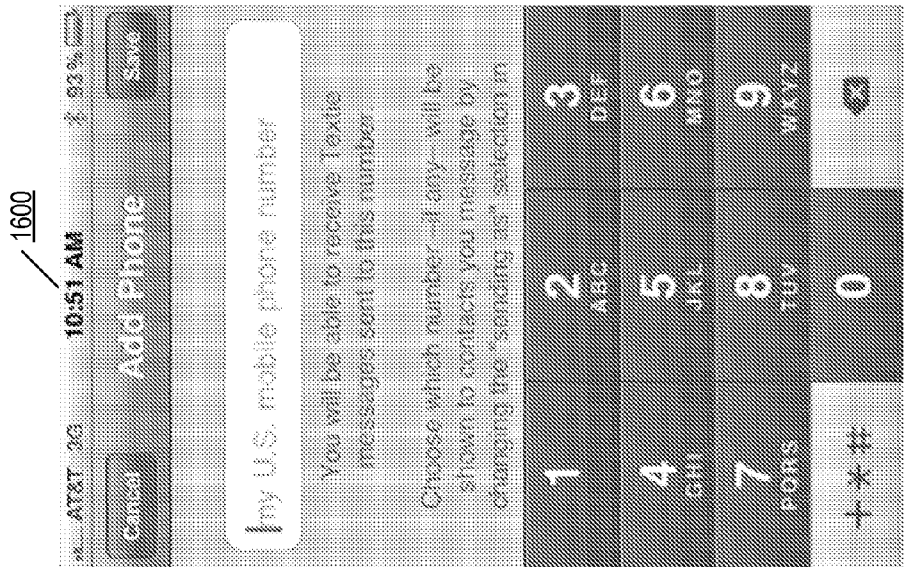 1600
AT&T 3G 10:51 AM 93%
Cancel Add Phone Save
my U.S. mobile phone number
You will be able to receive Textie
messages sent to this number.
Choose which number—if any—will be
shown to contacts you message by
changing the "sending as" selection in
1 2 ABC 3 DEF
4 GHI 5 JKL 6 MNO
7 PQRS 8 TUV 9 WXYZ
+*# 0